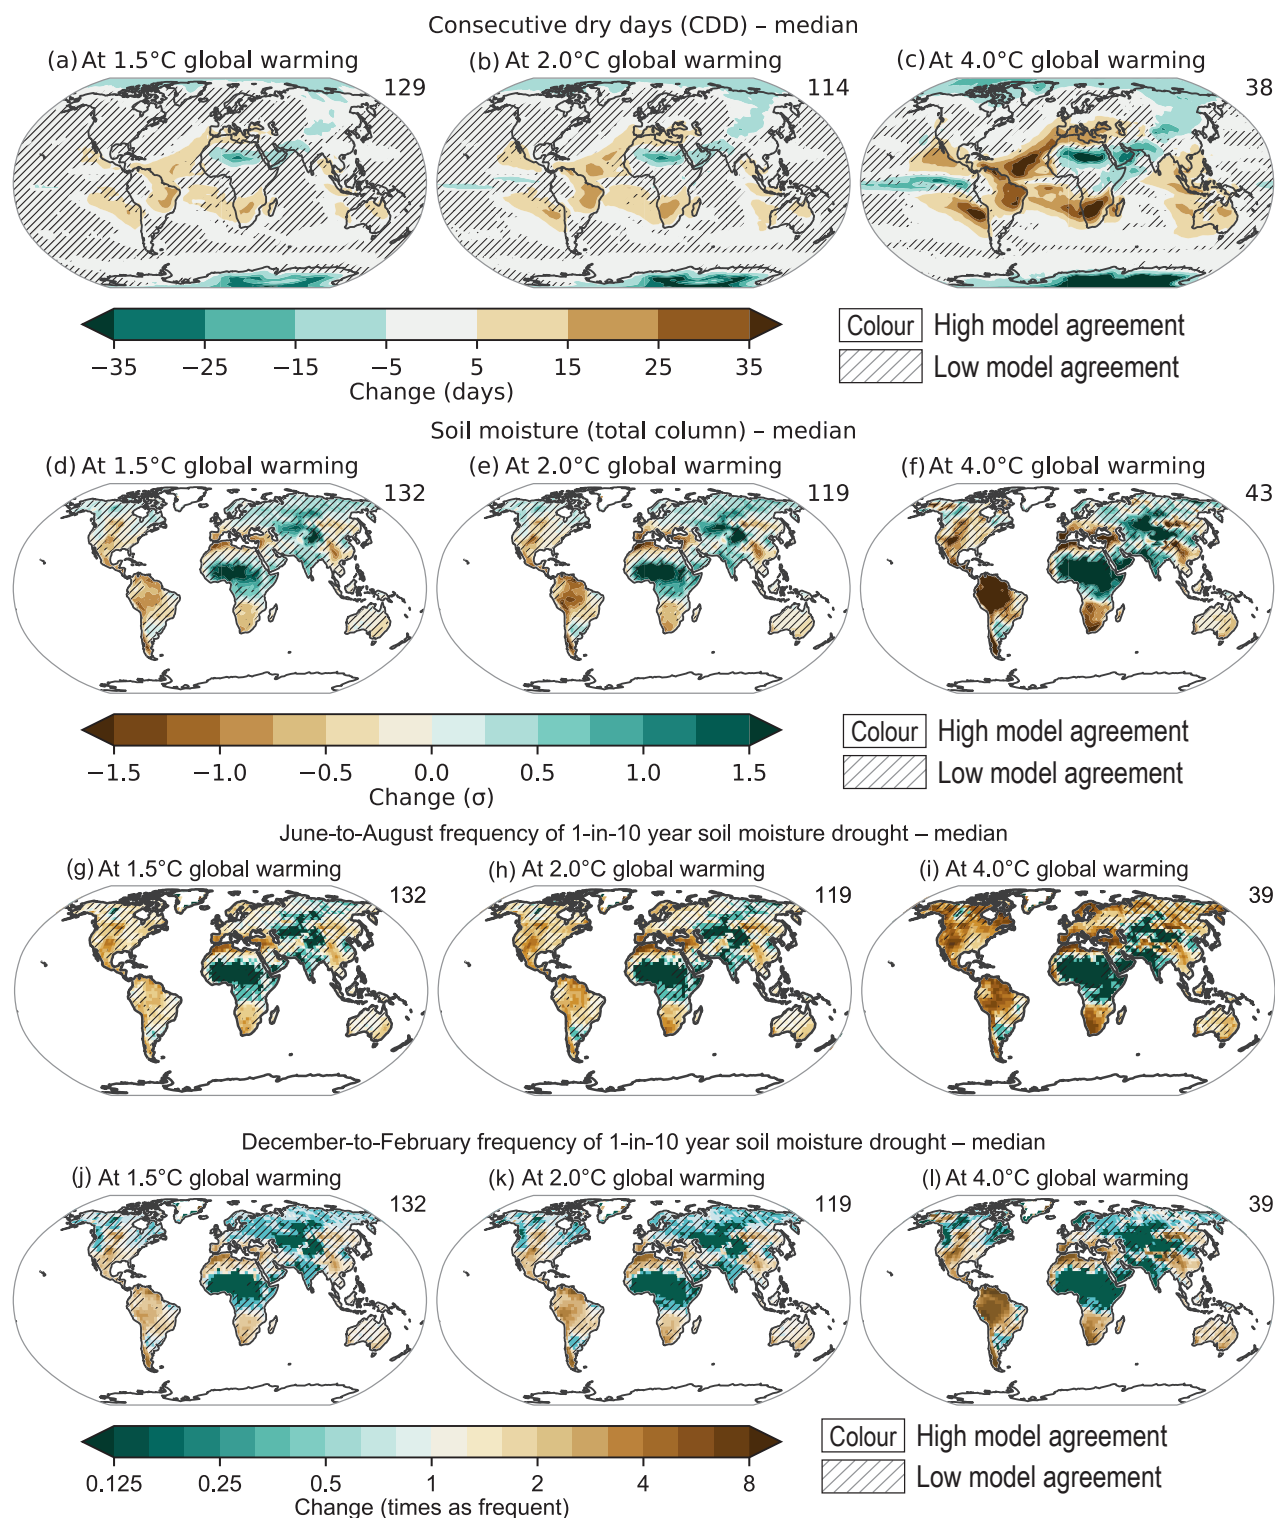 Consecutive dry days (CDD) – median
(a) At 1.5°C global warming
129
(b) At 2.0°C global warming
114
(c) At 4.0°C global warming
38
−35 −25 −15 −5 5 15 25 35
Change (days)
Colour High model agreement
Low model agreement
Soil moisture (total column) – median
(d) At 1.5°C global warming
132
(e) At 2.0°C global warming
119
(f) At 4.0°C global warming
43
−1.5 −1.0 −0.5 0.0 0.5 1.0 1.5
Change (σ)
Colour High model agreement
Low model agreement
June-to-August frequency of 1-in-10 year soil moisture drought – median
(g) At 1.5°C global warming
132
(h) At 2.0°C global warming
119
(i) At 4.0°C global warming
39
December-to-February frequency of 1-in-10 year soil moisture drought – median
(j) At 1.5°C global warming
132
(k) At 2.0°C global warming
119
(l) At 4.0°C global warming
39
0.125 0.25 0.5 1 2 4 8
Change (times as frequent)
Colour High model agreement
Low model agreement